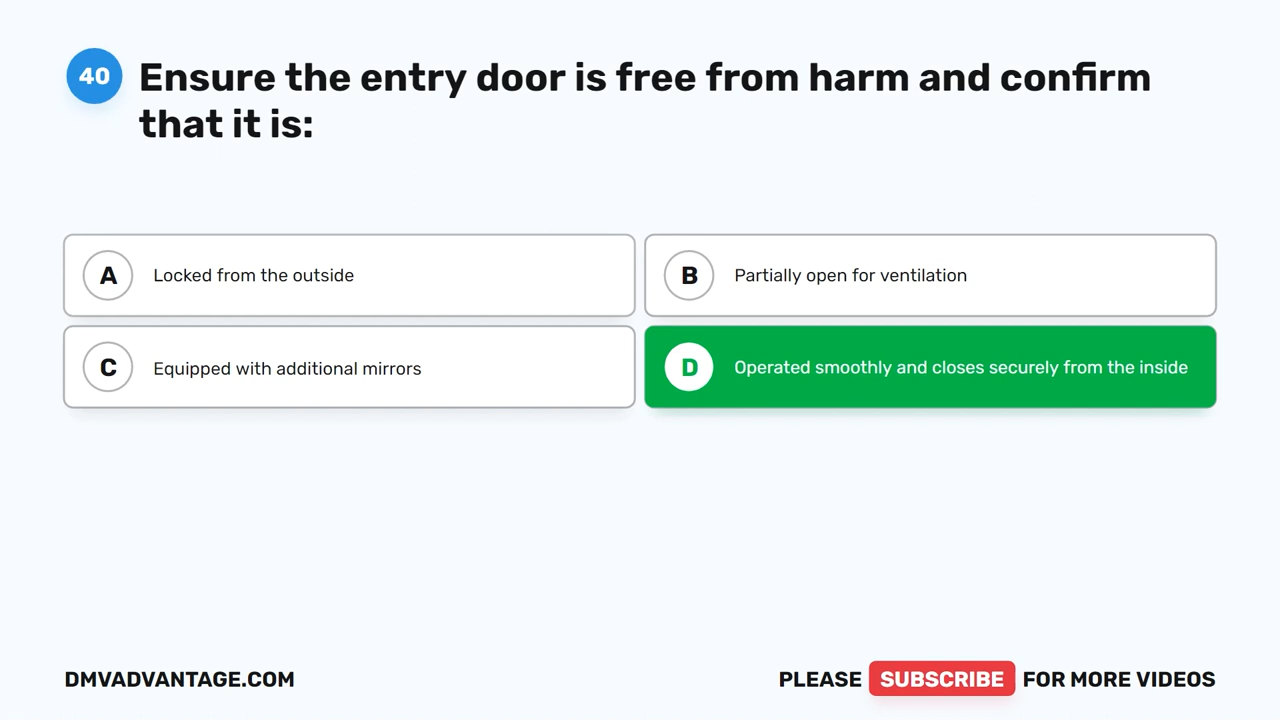 40
Ensure the entry door is free from harm and confirm
that it is:
A Locked from the outside
B Partially open for ventilation
C Equipped with additional mirrors
D Operated smoothly and closes securely from the inside
DMVADVANTAGE.COM
PLEASE SUBSCRIBE FOR MORE VIDEOS